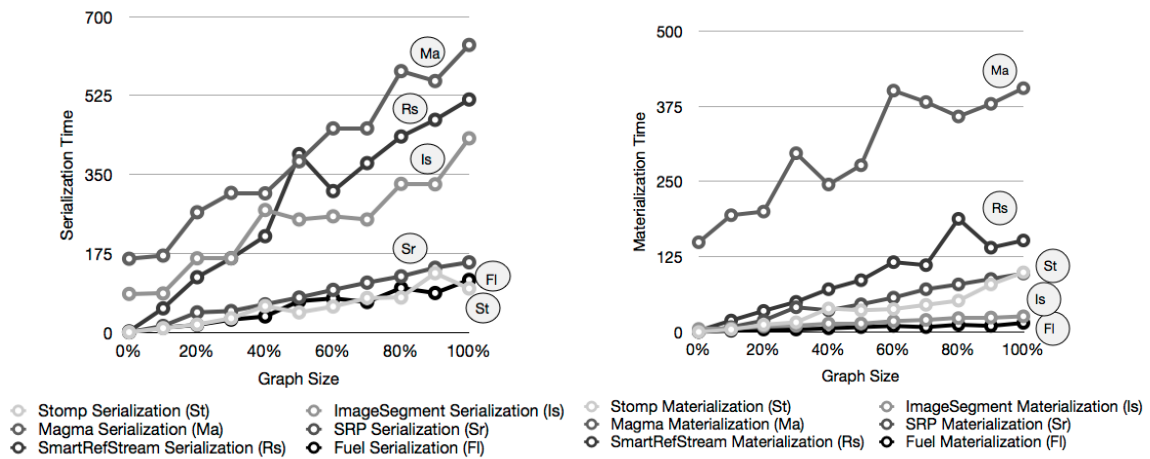 700
525
350
175
0
Serialization Time
Ma
Rs
Is
Sr
Fl
St
0% 20% 40% 60% 80% 100%
Graph Size
Stomp Serialization (St)
Magma Serialization (Ma)
SmartRefStream Serialization (Rs)
ImageSegment Serialization (Is)
SRP Serialization (Sr)
Fuel Serialization (Fl)
500
375
250
125
0
Materialization Time
Ma
Rs
St
Is
Fl
0% 20% 40% 60% 80% 100%
Graph Size
Stomp Materialization (St)
Magma Materialization (Ma)
SmartRefStream Materialization (Rs)
ImageSegment Materialization (Is)
SRP Materialization (Sr)
Fuel Materialization (Fl)